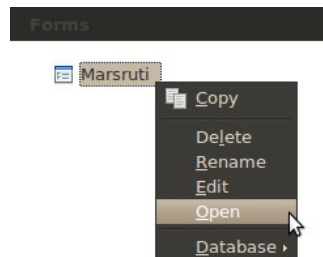 Forms
Marsruti
Copy
Delete
Rename
Edit
Open
Database